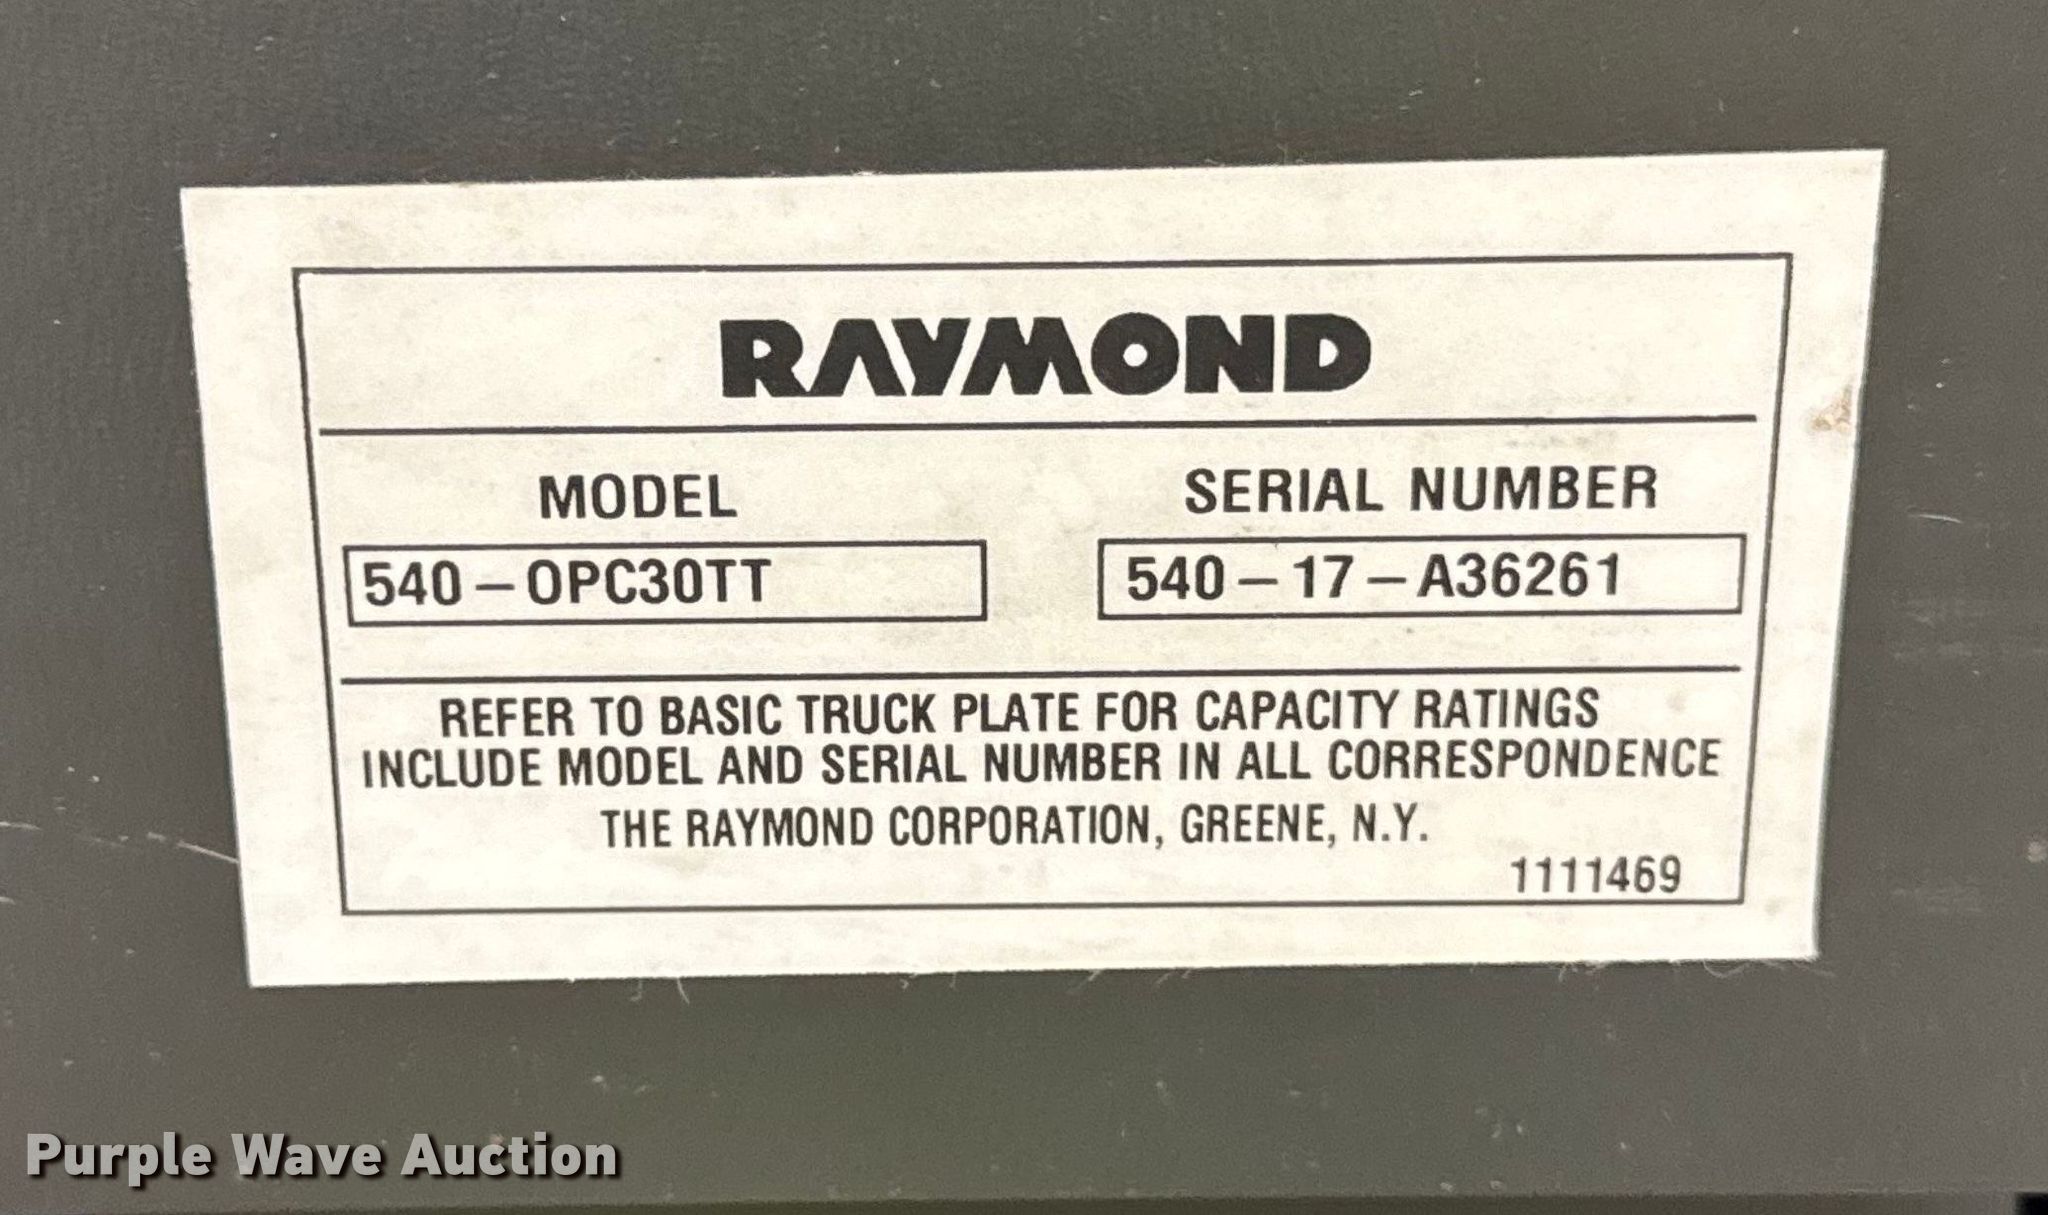 RAYMOND
MODEL
SERIAL NUMBER
540-OPC30TT
540-17-A36261
REFER TO BASIC TRUCK PLATE FOR CAPACITY RATINGS
INCLUDE MODEL AND SERIAL NUMBER IN ALL CORRESPONDENCE
THE RAYMOND CORPORATION, GREENE, N.Y.
1111469
Purple Wave Auction